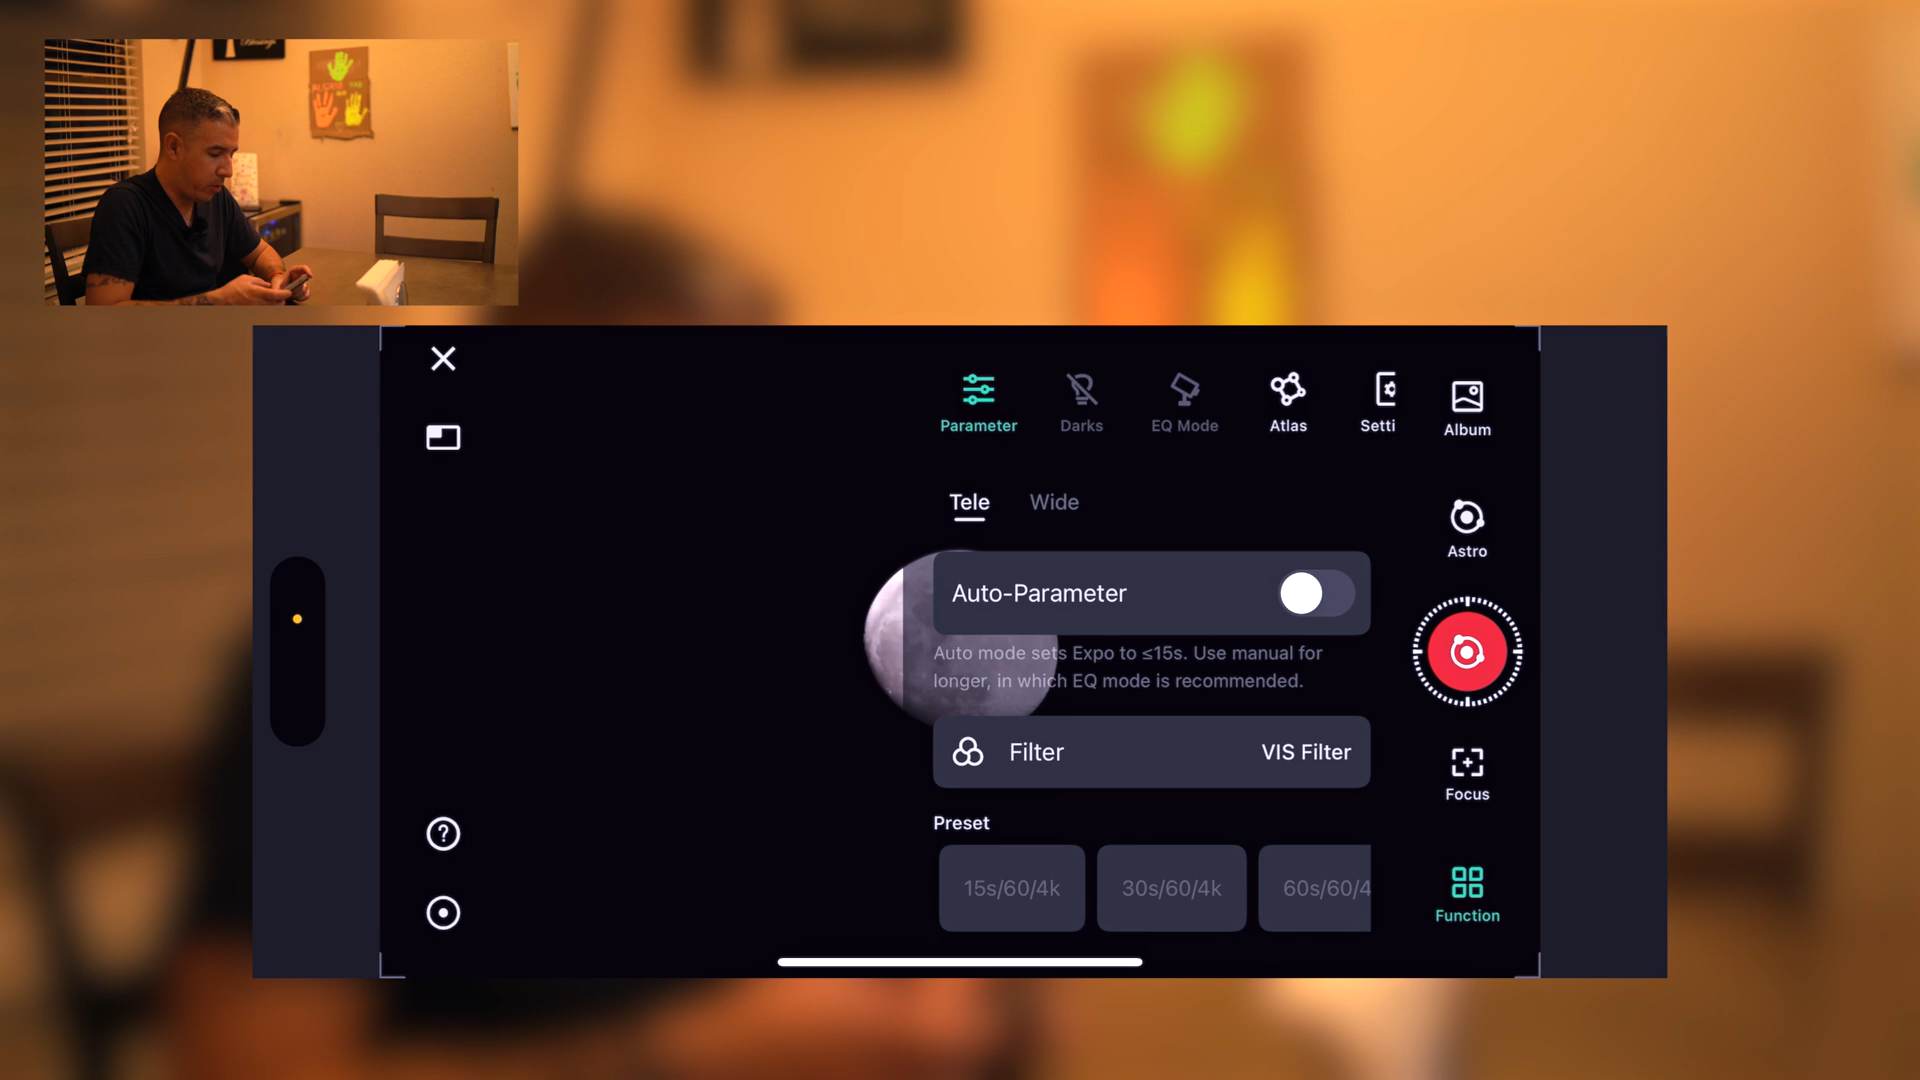 Parameter
Darks
EQ Mode
Atlas
Setti
Album
Tele
Wide
Astro
Auto-Parameter
Auto mode sets Expo to ≤15s. Use manual for
longer, in which EQ mode is recommended.
Filter
VIS Filter
Focus
Preset
15s/60/4k
30s/60/4k
60s/60/4
Function